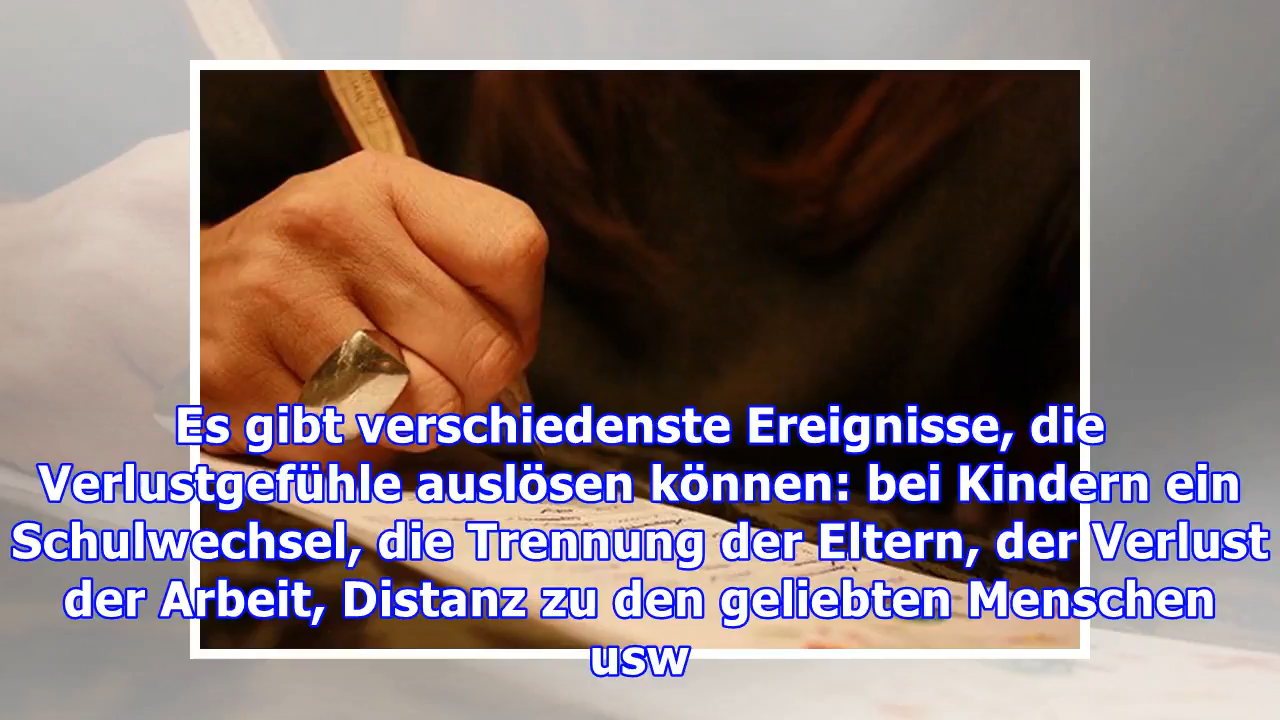 Es gibt verschiedenste Ereignisse, die
Verlustgefühle auslösen können: bei Kindern ein
Schulwechsel, die Trennung der Eltern, der Verlust
der Arbeit, Distanz zu den geliebten Menschen
usw